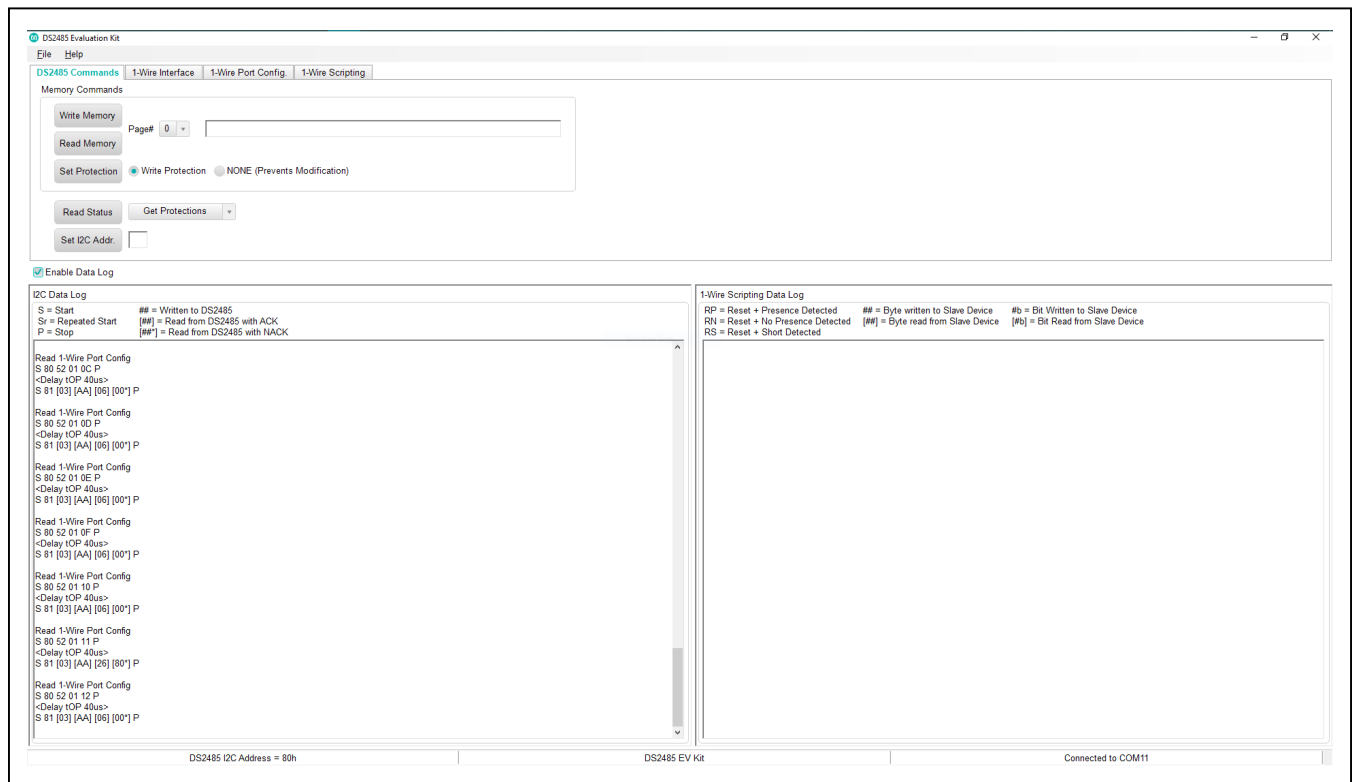 DS2485 Evaluation Kit
File Help
DS2485 Commands 1-Wire Interface 1-Wire Port Config. 1-Wire Scripting
Memory Commands
Write Memory
Page# 0
Read Memory
Set Protection Write Protection NONE (Prevents Modification)
Read Status Get Protections
Set I2C Addr.
Enable Data Log
I2C Data Log
S = Start ## = Written to DS2485
Sr = Repeated Start [##] = Read from DS2485 with ACK
P = Stop [##*] = Read from DS2485 with NACK
Read 1-Wire Port Config
S 80 52 01 0C P
<Delay tOP 40us>
S 81 [03] [AA] [06] [00*] P
Read 1-Wire Port Config
S 80 52 01 0D P
<Delay tOP 40us>
S 81 [03] [AA] [06] [00*] P
Read 1-Wire Port Config
S 80 52 01 0E P
<Delay tOP 40us>
S 81 [03] [AA] [06] [00*] P
Read 1-Wire Port Config
S 80 52 01 0F P
<Delay tOP 40us>
S 81 [03] [AA] [06] [00*] P
Read 1-Wire Port Config
S 80 52 01 10 P
<Delay tOP 40us>
S 81 [03] [AA] [06] [00*] P
Read 1-Wire Port Config
S 80 52 01 11 P
<Delay tOP 40us>
S 81 [03] [AA] [26] [80*] P
Read 1-Wire Port Config
S 80 52 01 12 P
<Delay tOP 40us>
S 81 [03] [AA] [06] [00*] P
1-Wire Scripting Data Log
RP = Reset + Presence Detected ## = Byte written to Slave Device #b = Bit Written to Slave Device
RN = Reset + No Presence Detected [##] = Byte read from Slave Device [#b] = Bit Read from Slave Device
RS = Reset + Short Detected
DS2485 I2C Address = 80h DS2485 EV Kit Connected to COM11